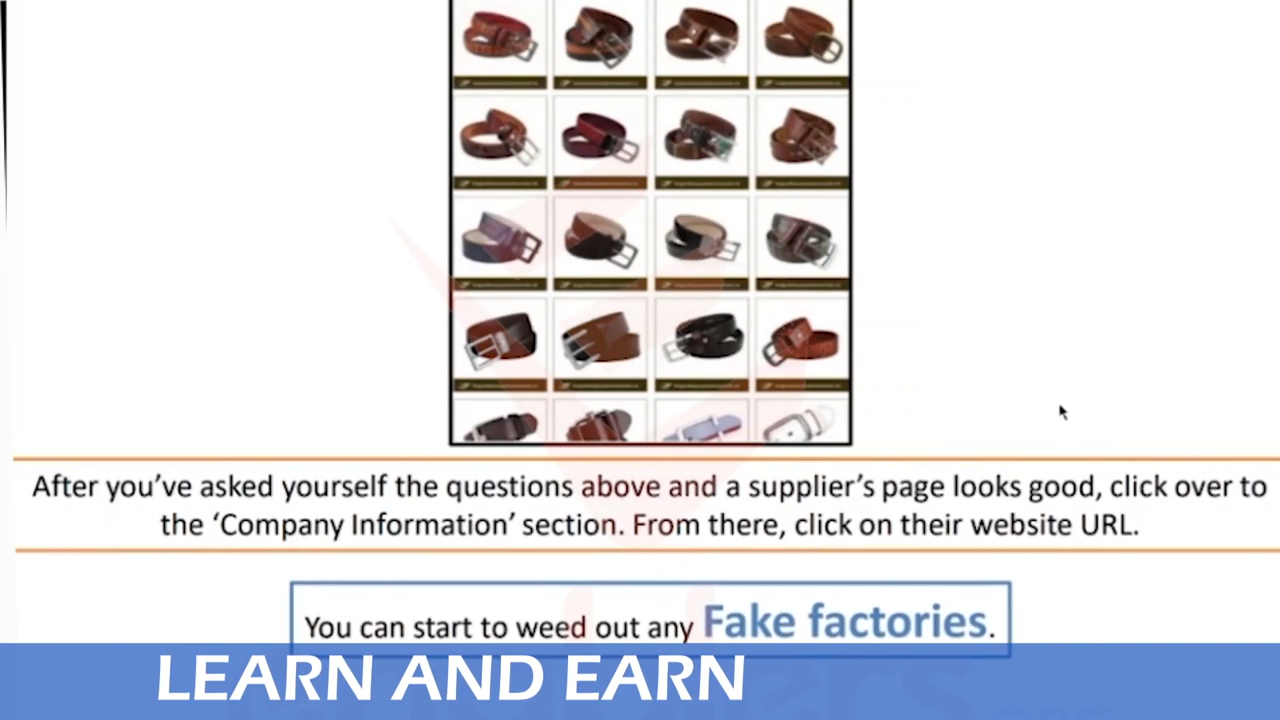 After you've asked yourself the questions above and a supplier's page looks good, click over to
the 'Company Information' section. From there, click on their website URL.
You can start to weed out any Fake factories.
LEARN AND EARN